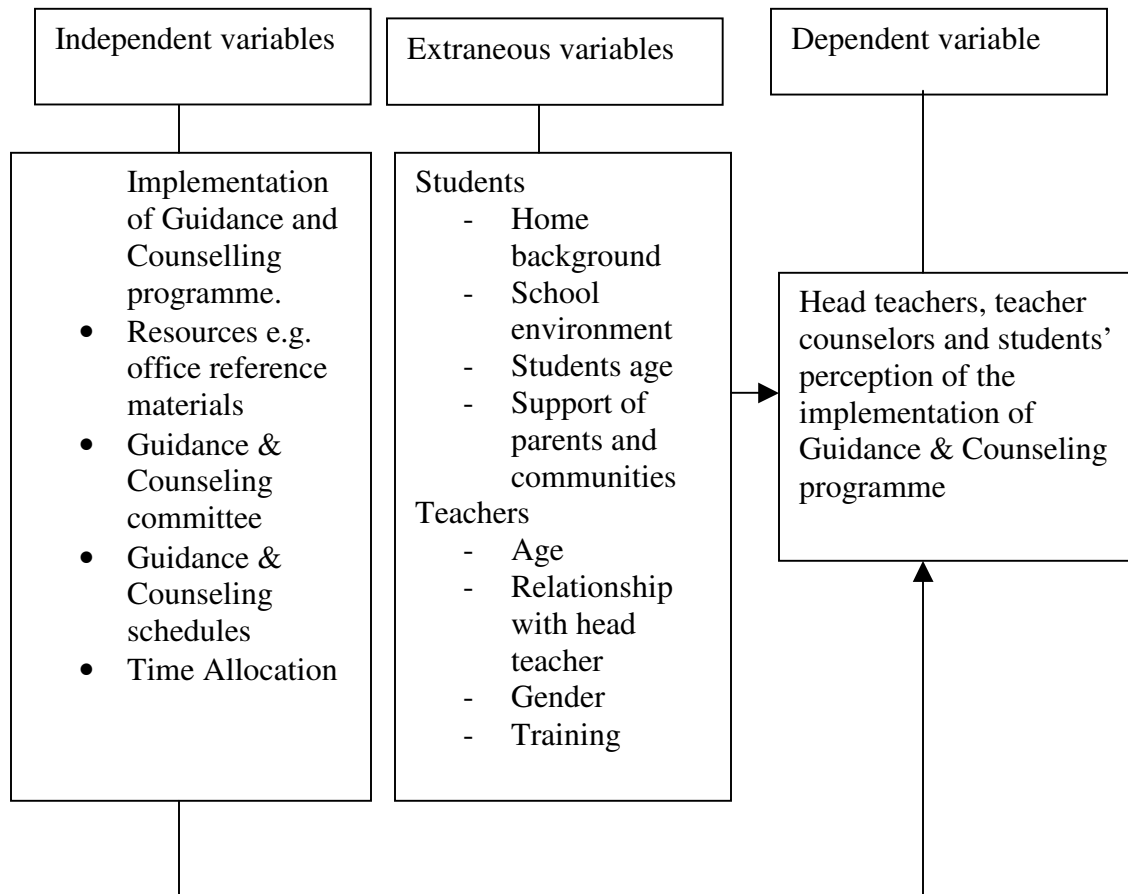 Independent variables
Extraneous variables
Dependent variable
Implementation
of Guidance and
Counselling
programme.
• Resources e.g.
office reference
materials
• Guidance &
Counseling
committee
• Guidance &
Counseling
schedules
• Time Allocation
Students
- Home
background
- School
environment
- Students age
- Support of
parents and
communities
Teachers
- Age
- Relationship
with head
teacher
- Gender
- Training
Head teachers, teacher
counselors and students’
perception of the
implementation of
Guidance & Counseling
programme